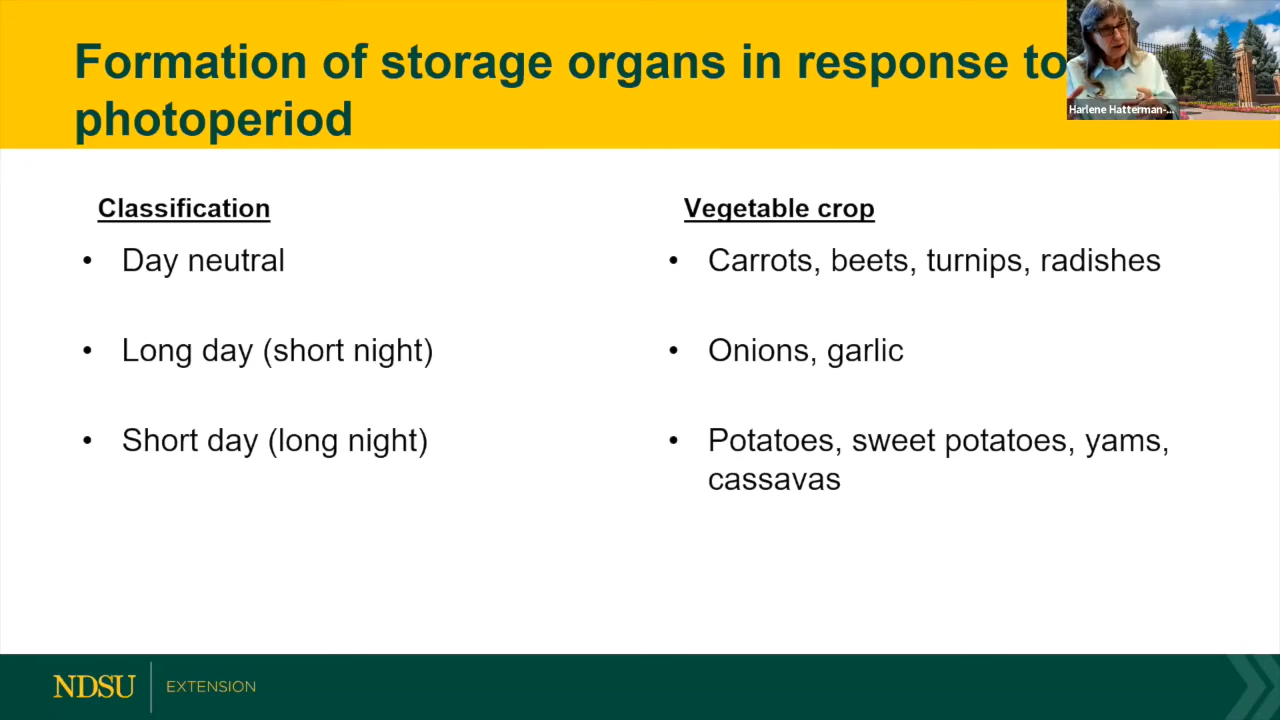 Formation of storage organs in response to
photoperiod
Harlene Hatterman-...
Classification
Vegetable crop
• Day neutral
• Carrots, beets, turnips, radishes
• Long day (short night)
• Onions, garlic
• Short day (long night)
• Potatoes, sweet potatoes, yams,
cassavas
NDSU
EXTENSION